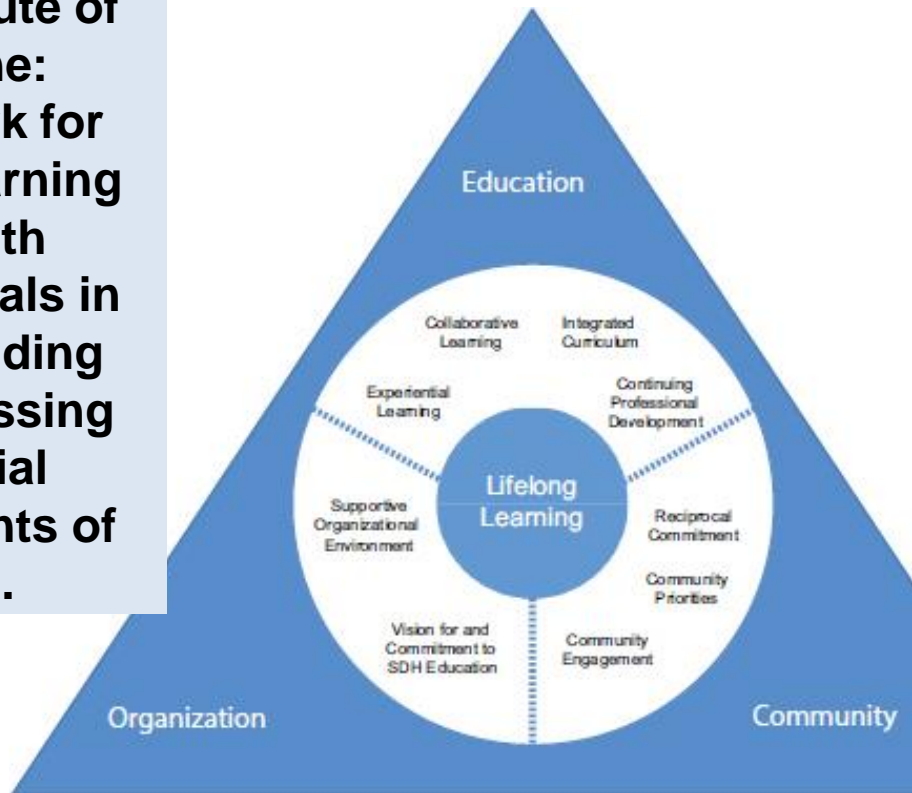 ute of
ne:
k for
arning
th
als in
ding
ssing
ial
nts of
.
Education
Collaborative
Learning
Integrated
Curriculum
Experiential
Learning
Continuing
Professional
Development
Lifelong
Learning
Supportive
Organizational
Environment
Reciprocal
Commitment
Community
Priorities
Vision for and
Commitment to
SDH Education
Community
Engagement
Organization
Community